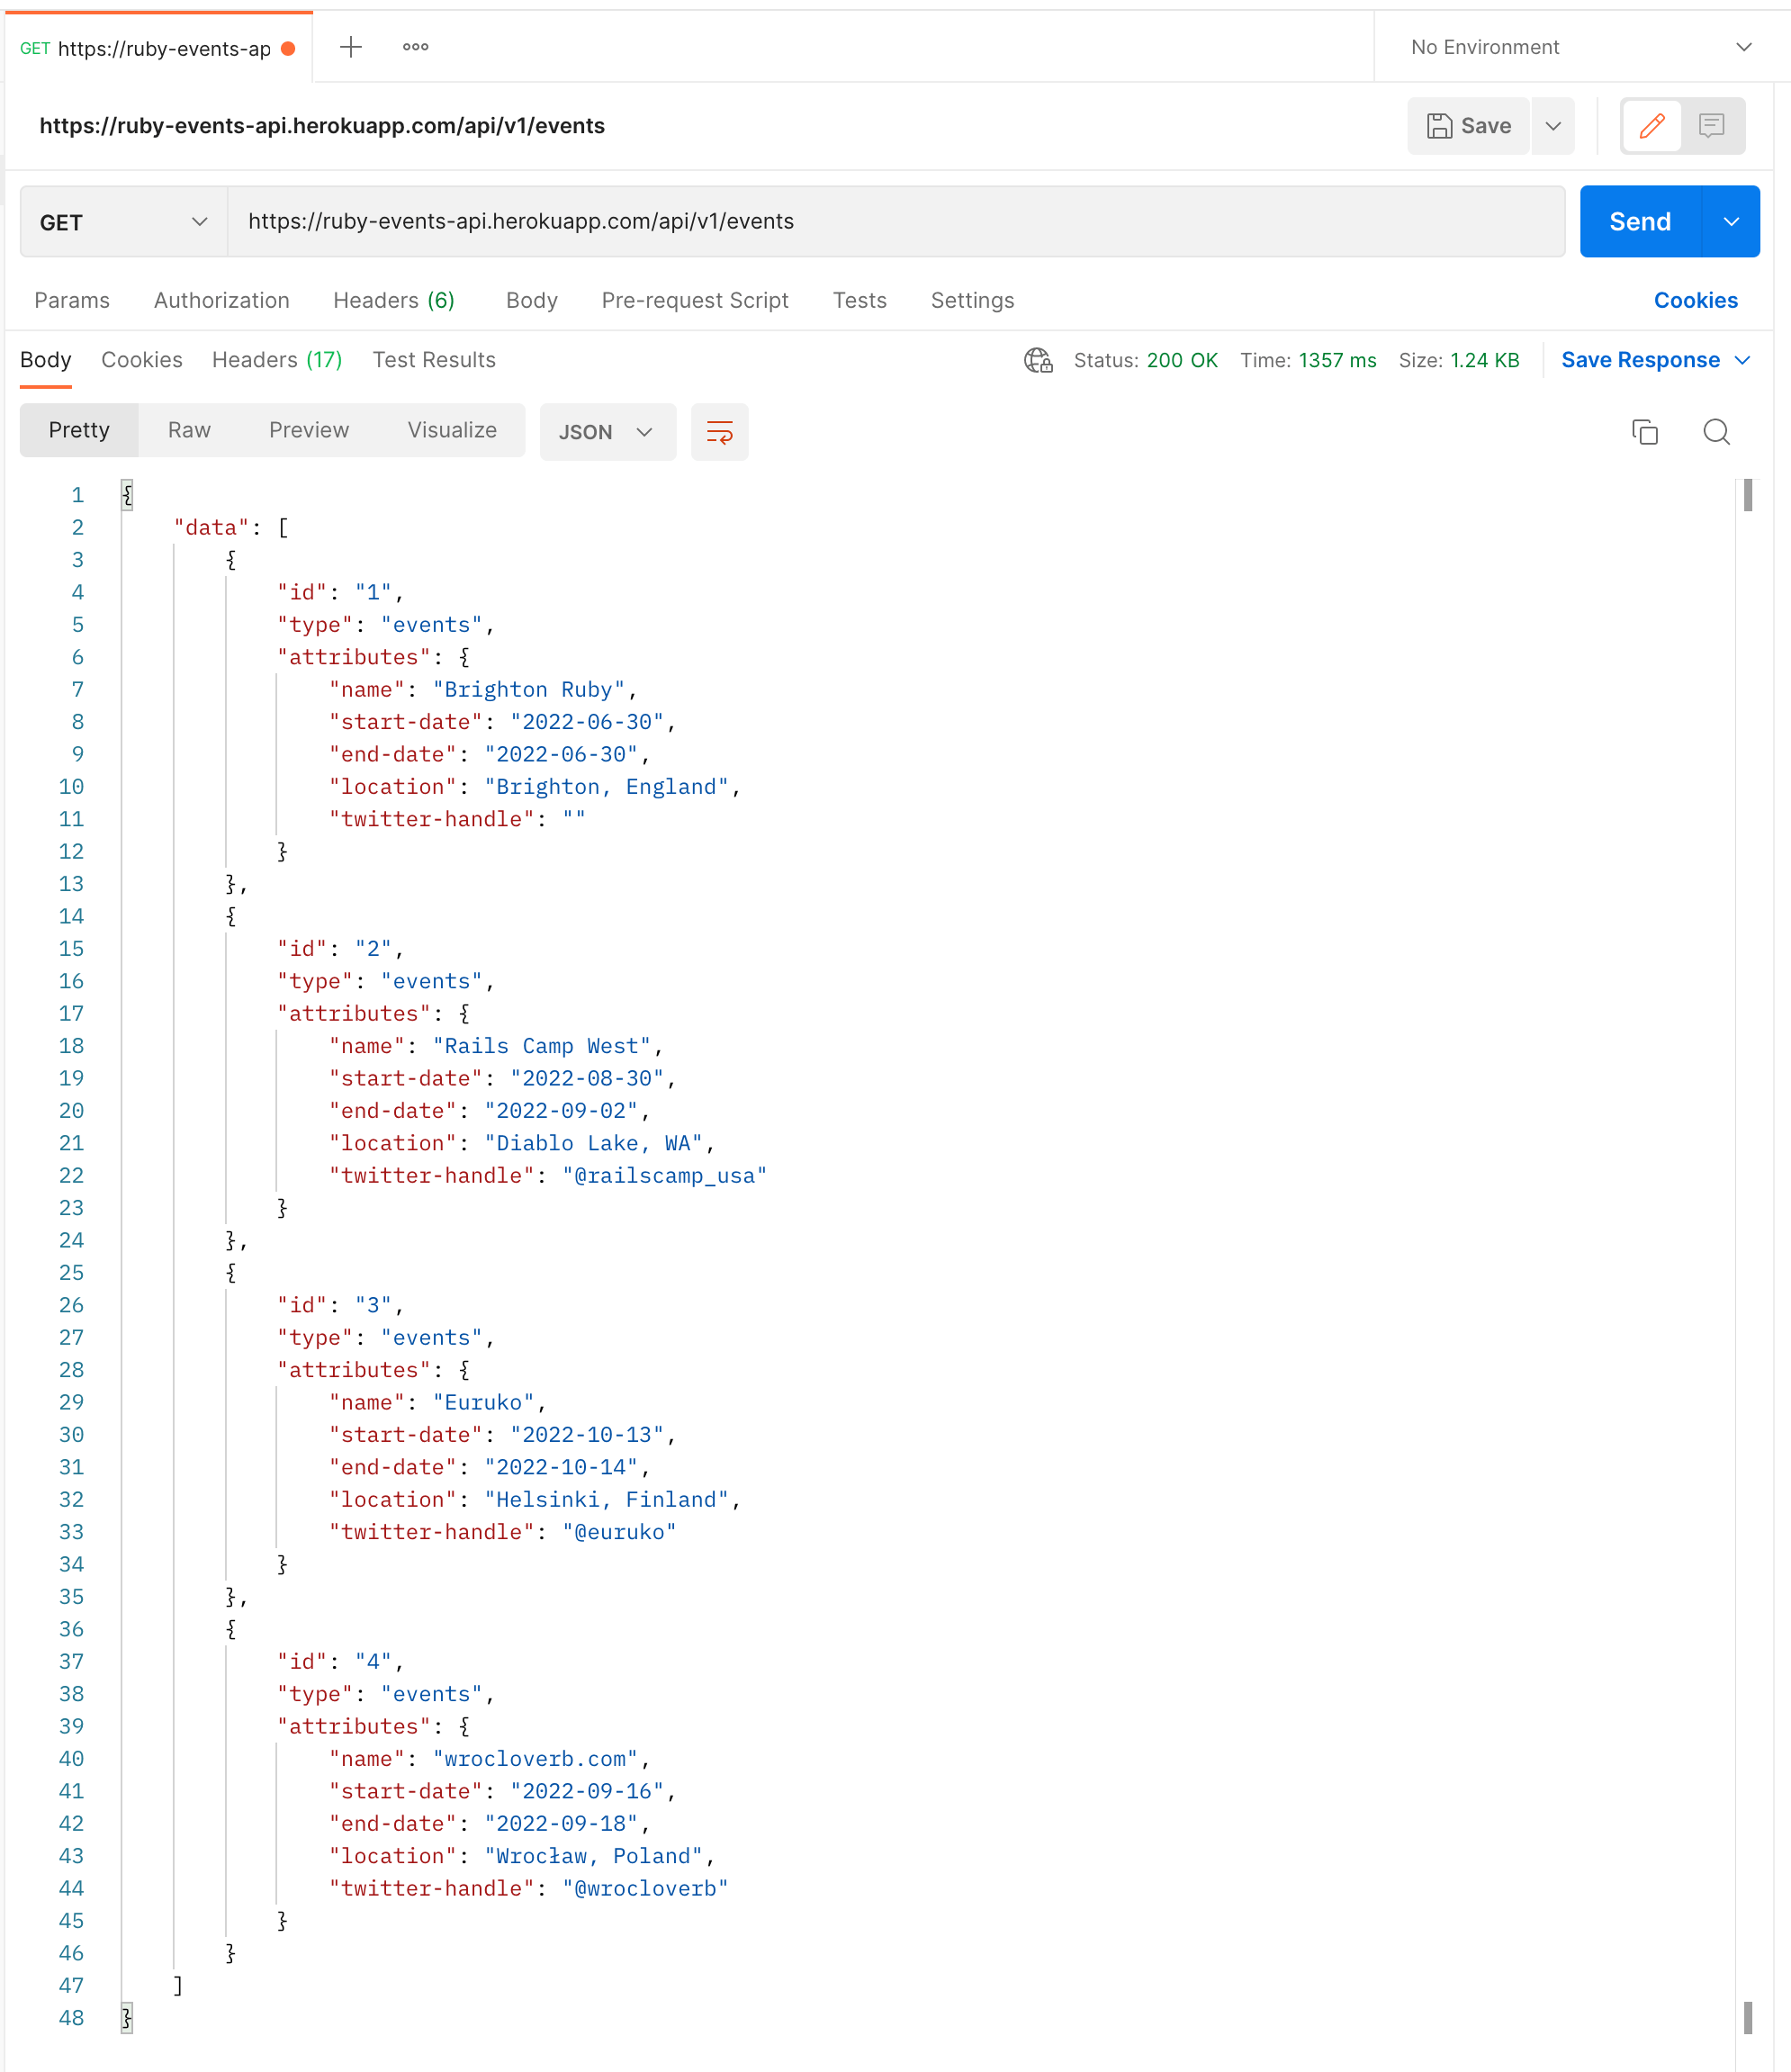 GET https://ruby-events-ap
No Environment
https://ruby-events-api.herokuapp.com/api/v1/events
Save
GET https://ruby-events-api.herokuapp.com/api/v1/events Send
Params Authorization Headers (6) Body Pre-request Script Tests Settings Cookies
Body Cookies Headers (17) Test Results Status: 200 OK Time: 1357 ms Size: 1.24 KB Save Response
Pretty Raw Preview Visualize JSON
1 {
2 "data": [
3 {
4 "id": "1",
5 "type": "events",
6 "attributes": {
7 "name": "Brighton Ruby",
8 "start-date": "2022-06-30",
9 "end-date": "2022-06-30",
10 "location": "Brighton, England",
11 "twitter-handle": ""
12 }
13 },
14 {
15 "id": "2",
16 "type": "events",
17 "attributes": {
18 "name": "Rails Camp West",
19 "start-date": "2022-08-30",
20 "end-date": "2022-09-02",
21 "location": "Diablo Lake, WA",
22 "twitter-handle": "@railscamp_usa"
23 }
24 },
25 {
26 "id": "3",
27 "type": "events",
28 "attributes": {
29 "name": "Euruko",
30 "start-date": "2022-10-13",
31 "end-date": "2022-10-14",
32 "location": "Helsinki, Finland",
33 "twitter-handle": "@euruko"
34 }
35 },
36 {
37 "id": "4",
38 "type": "events",
39 "attributes": {
40 "name": "wrocloverb.com",
41 "start-date": "2022-09-16",
42 "end-date": "2022-09-18",
43 "location": "Wrocław, Poland",
44 "twitter-handle": "@wrocloverb"
45 }
46 }
47 ]
48 }